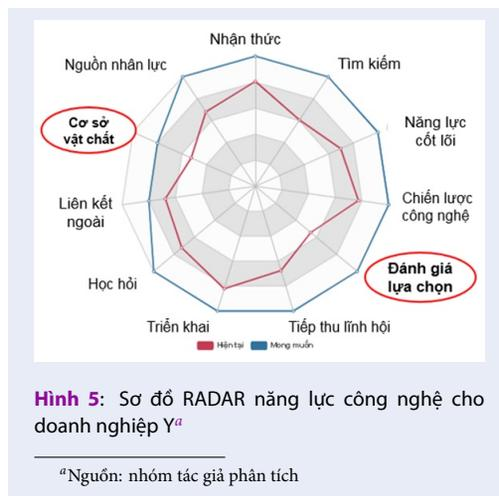 Nhận thức
Nguồn nhân lực
Tìm kiếm
Cơ sở
vật chất
Năng lực
cốt lõi
Liên kết
ngoài
Chiến lược
công nghệ
Đánh giá
lựa chọn
Học hỏi
Triển khai
Tiếp thu lĩnh hội
Hiện tại
Mong muốn
Hình 5: Sơ đồ RADAR năng lực công nghệ cho
doanh nghiệp Yᵃ
ᵃNguồn: nhóm tác giả phân tích